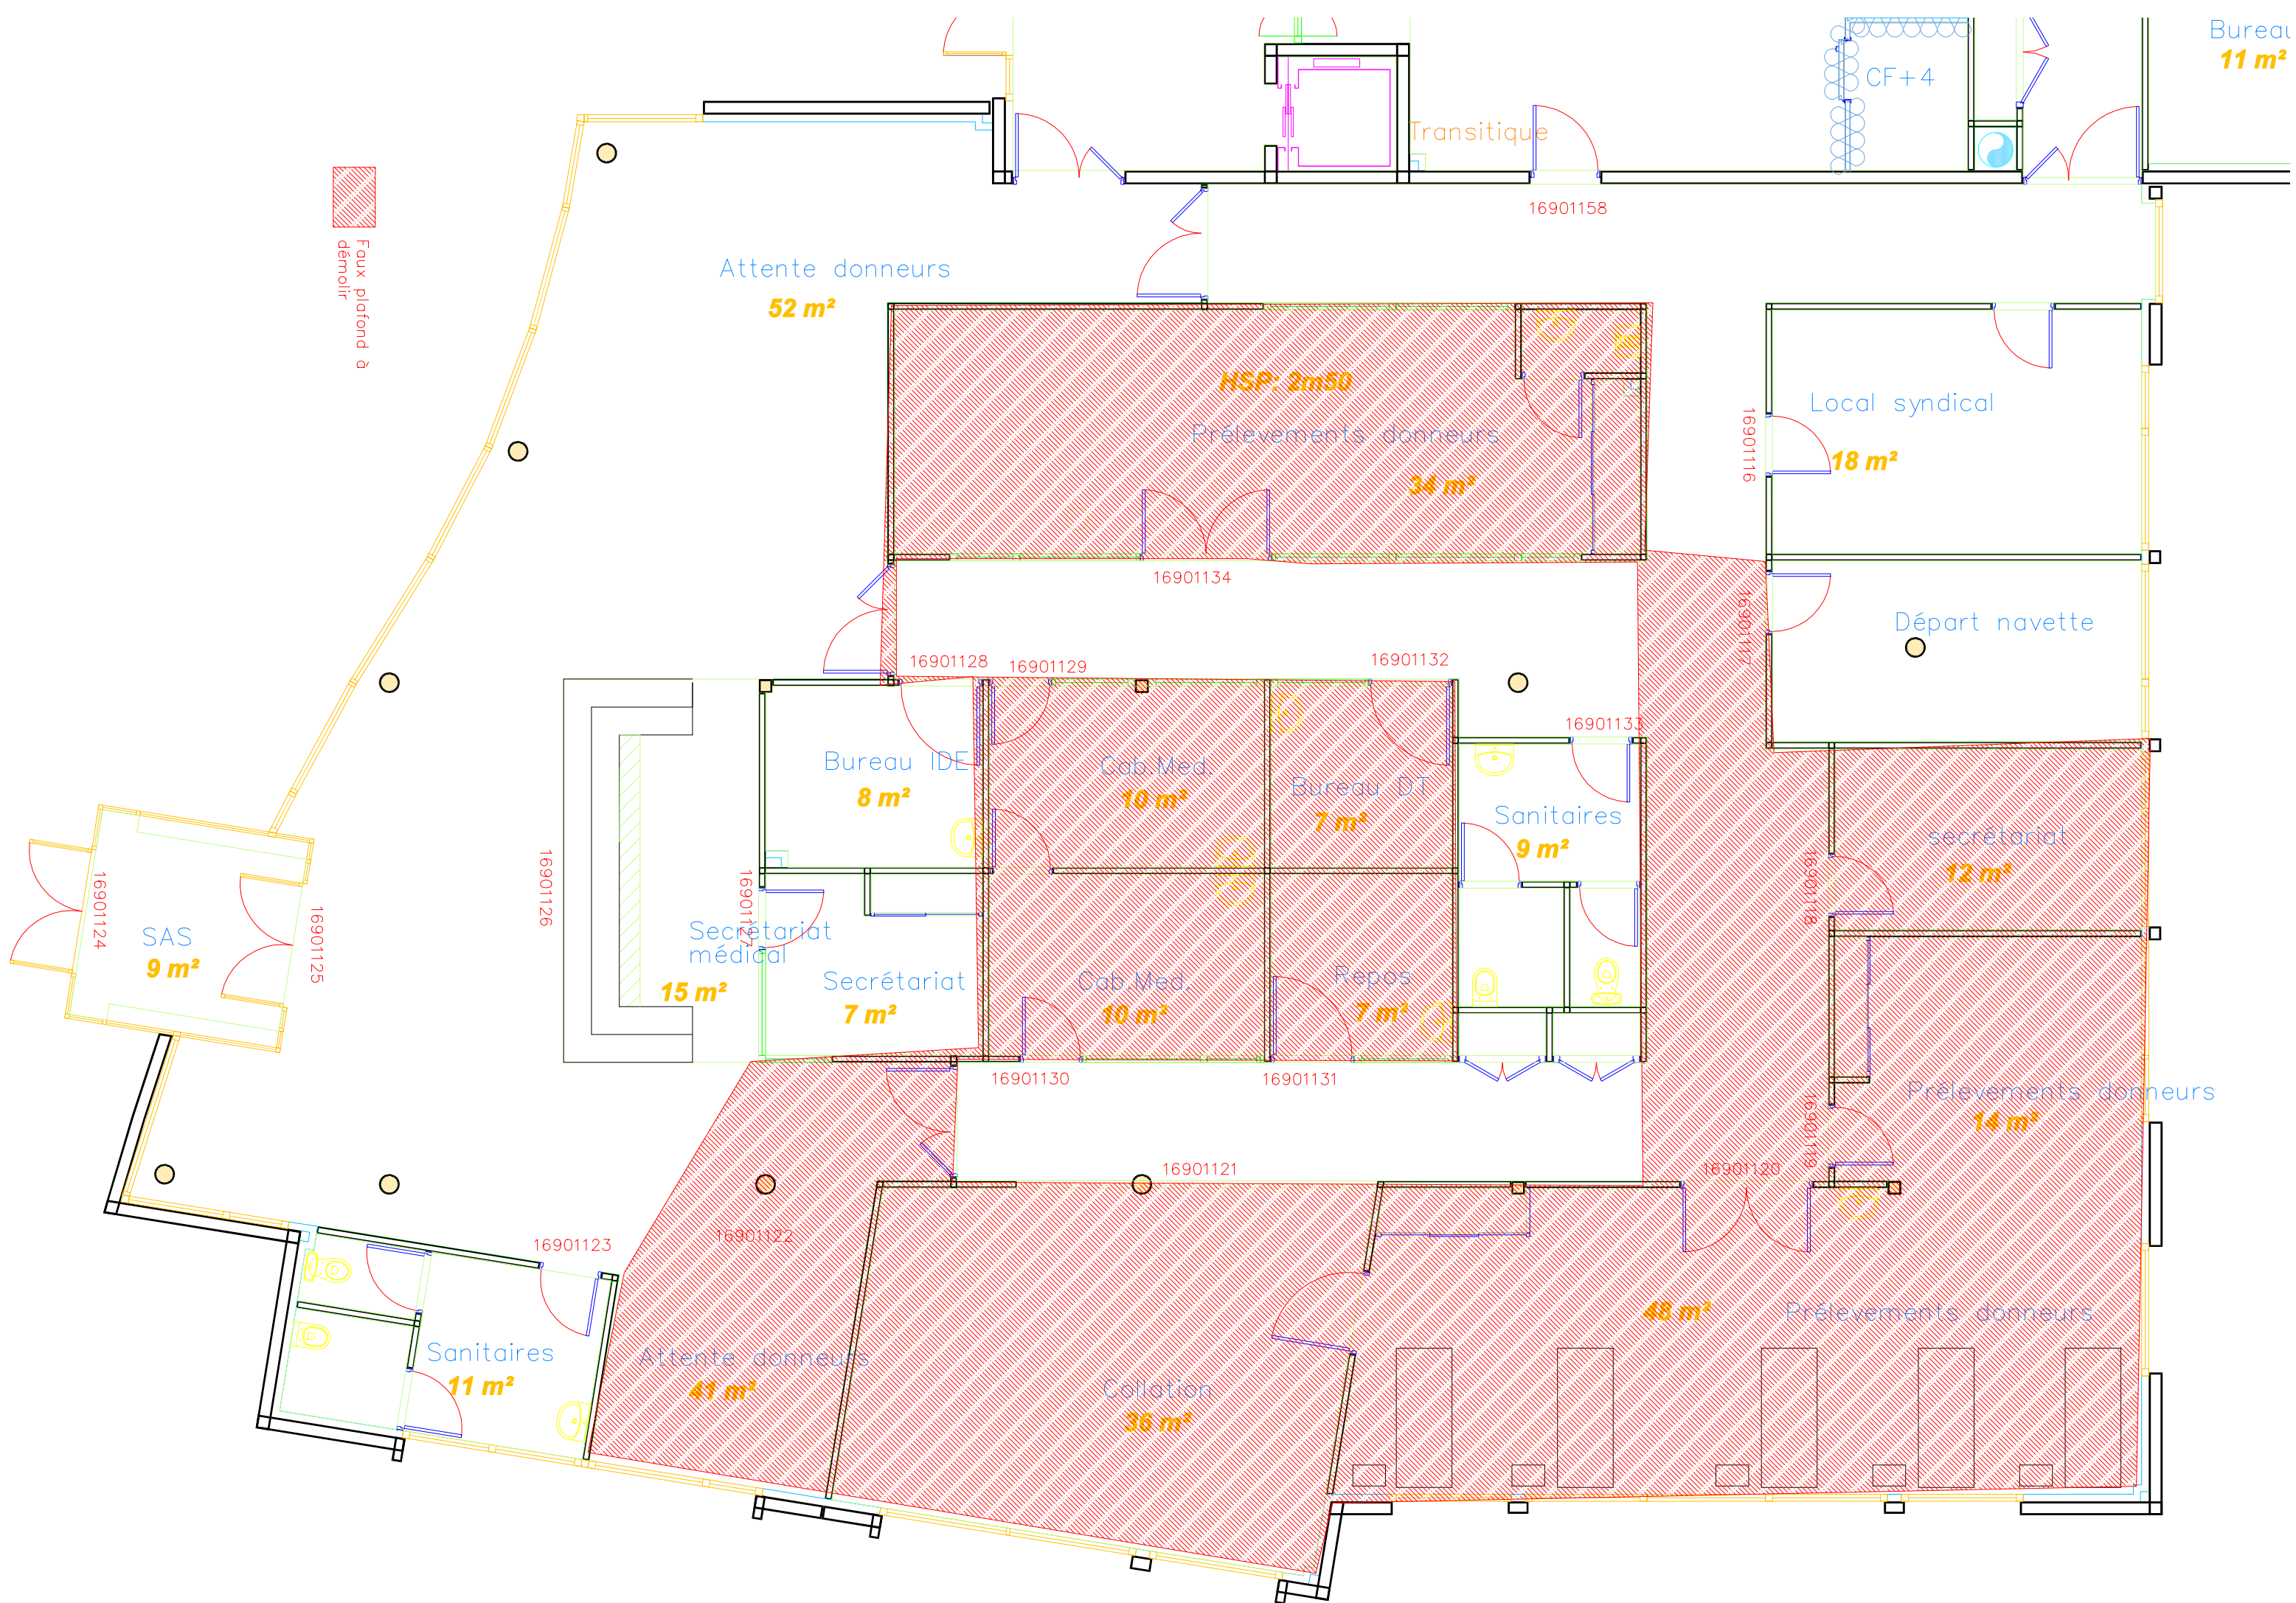 Bureau
11 m²
CF+4
Transitique
16901158
Faux plafond à
démolir
Attente donneurs
52 m²
HSP: 2m50
Prélevements donneurs
34 m²
Local syndical
18 m²
16901116
16901134
16901117
Départ navette
16901128
16901129
16901132
16901133
Bureau IDE
8 m²
Cab.Med.
10 m²
Bureau DT
7 m²
Sanitaires
9 m²
secrétariat
12 m²
16901118
16901124
SAS
9 m²
16901125
16901126
16901127
Secrétariat
médical
15 m²
Secrétariat
7 m²
Cab.Med.
10 m²
Repos
7 m²
16901130
16901131
Prélevements donneurs
14 m²
16901119
16901121
16901120
16901122
16901123
Sanitaires
11 m²
Attente donneurs
41 m²
Collation
36 m²
48 m²
Prélevements donneurs